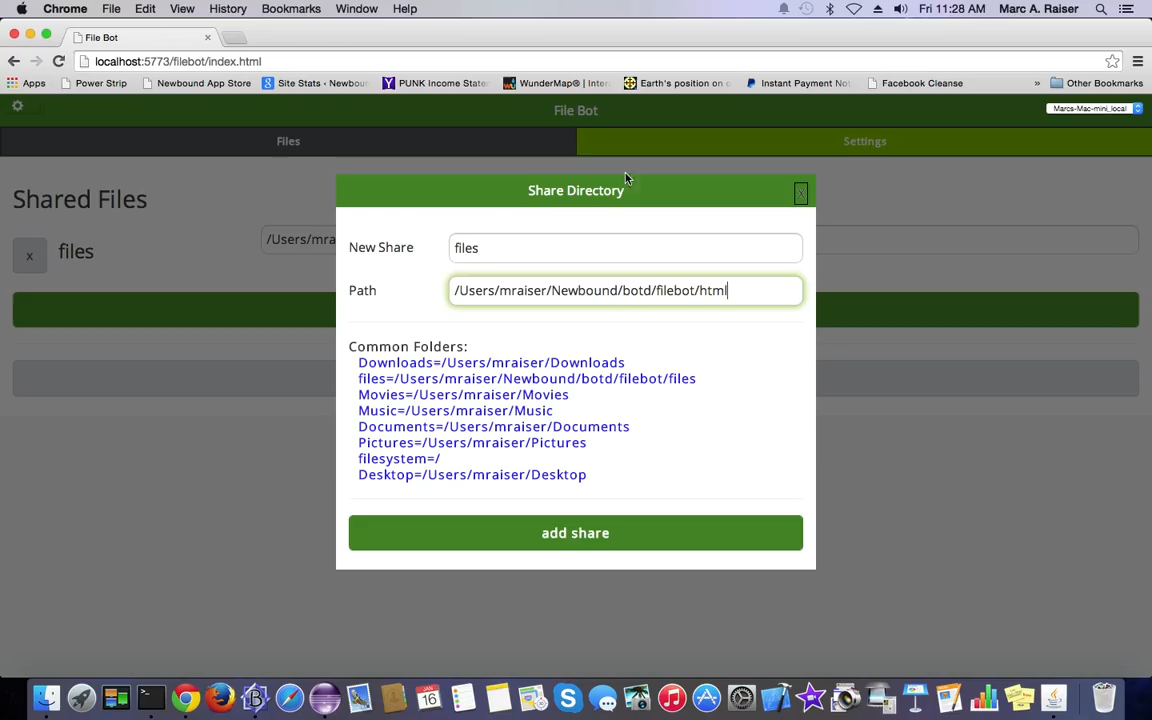 Chrome File Edit View History Bookmarks Window Help Fri 11:28 AM Marc A. Raiser
File Bot
localhost:5773/filebot/index.html
Apps Power Strip Newbound App Store Site Stats ‹ Newboun PUNK Income State WunderMap® | Inter Earth's position on Instant Payment Not Facebook Cleanse » Other Bookmarks
File Bot
Marcs-Mac-mini_local
Files Settings
Share Directory x
Shared Files
New Share files
x files /Users/mra
Path /Users/mraiser/Newbound/botd/filebot/html
Common Folders:
Downloads=/Users/mraiser/Downloads
files=/Users/mraiser/Newbound/botd/filebot/files
Movies=/Users/mraiser/Movies
Music=/Users/mraiser/Music
Documents=/Users/mraiser/Documents
Pictures=/Users/mraiser/Pictures
filesystem=/
Desktop=/Users/mraiser/Desktop
add share
JAN
16